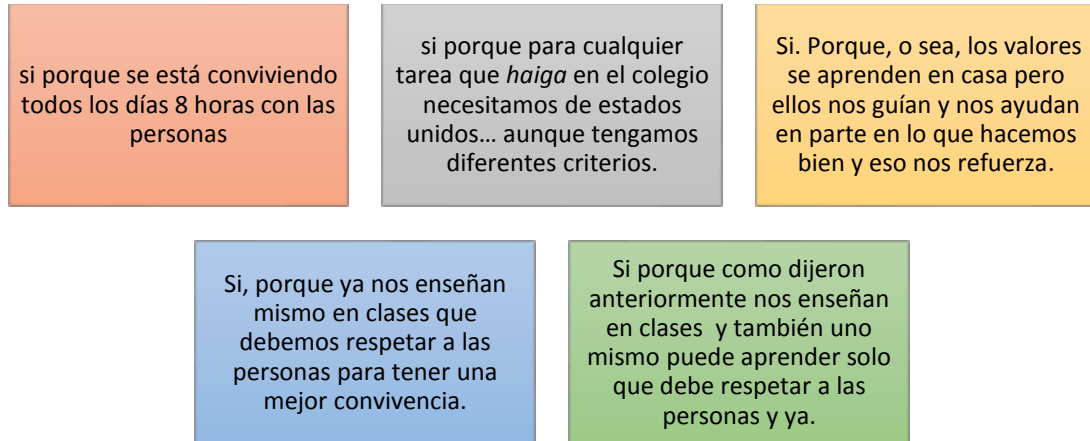 si porque se está conviviendo
todos los días 8 horas con las
personas
si porque para cualquier
tarea que haiga en el colegio
necesitamos de estados
unidos... aunque tengamos
diferentes criterios.
Si. Porque, o sea, los valores
se aprenden en casa pero
ellos nos guían y nos ayudan
en parte en lo que hacemos
bien y eso nos refuerza.
Si, porque ya nos enseñan
mismo en clases que
debemos respetar a las
personas para tener una
mejor convivencia.
Si porque como dijeron
anteriormente nos enseñan
en clases y también uno
mismo puede aprender solo
que debe respetar a las
personas y ya.